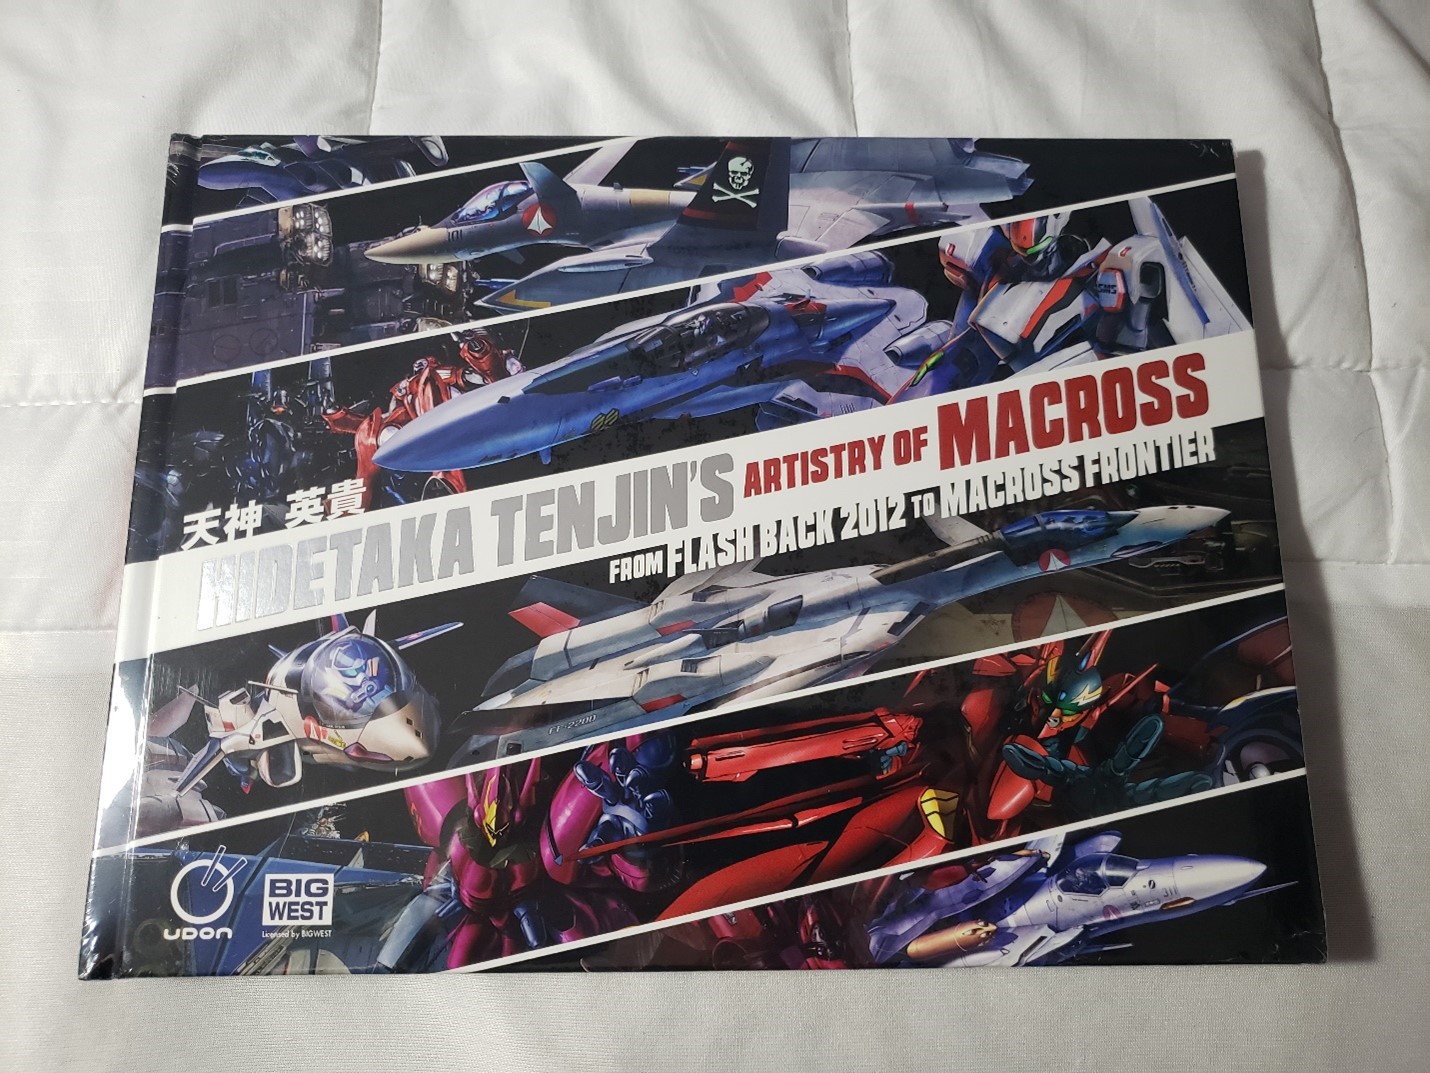 101
天神 英貴
HIDETAKA TENJIN'S ARTISTRY OF MACROSS
FROM FLASH BACK 2012 TO MACROSS FRONTIER
UDON
BIG
WEST
Licensed by BIGWEST